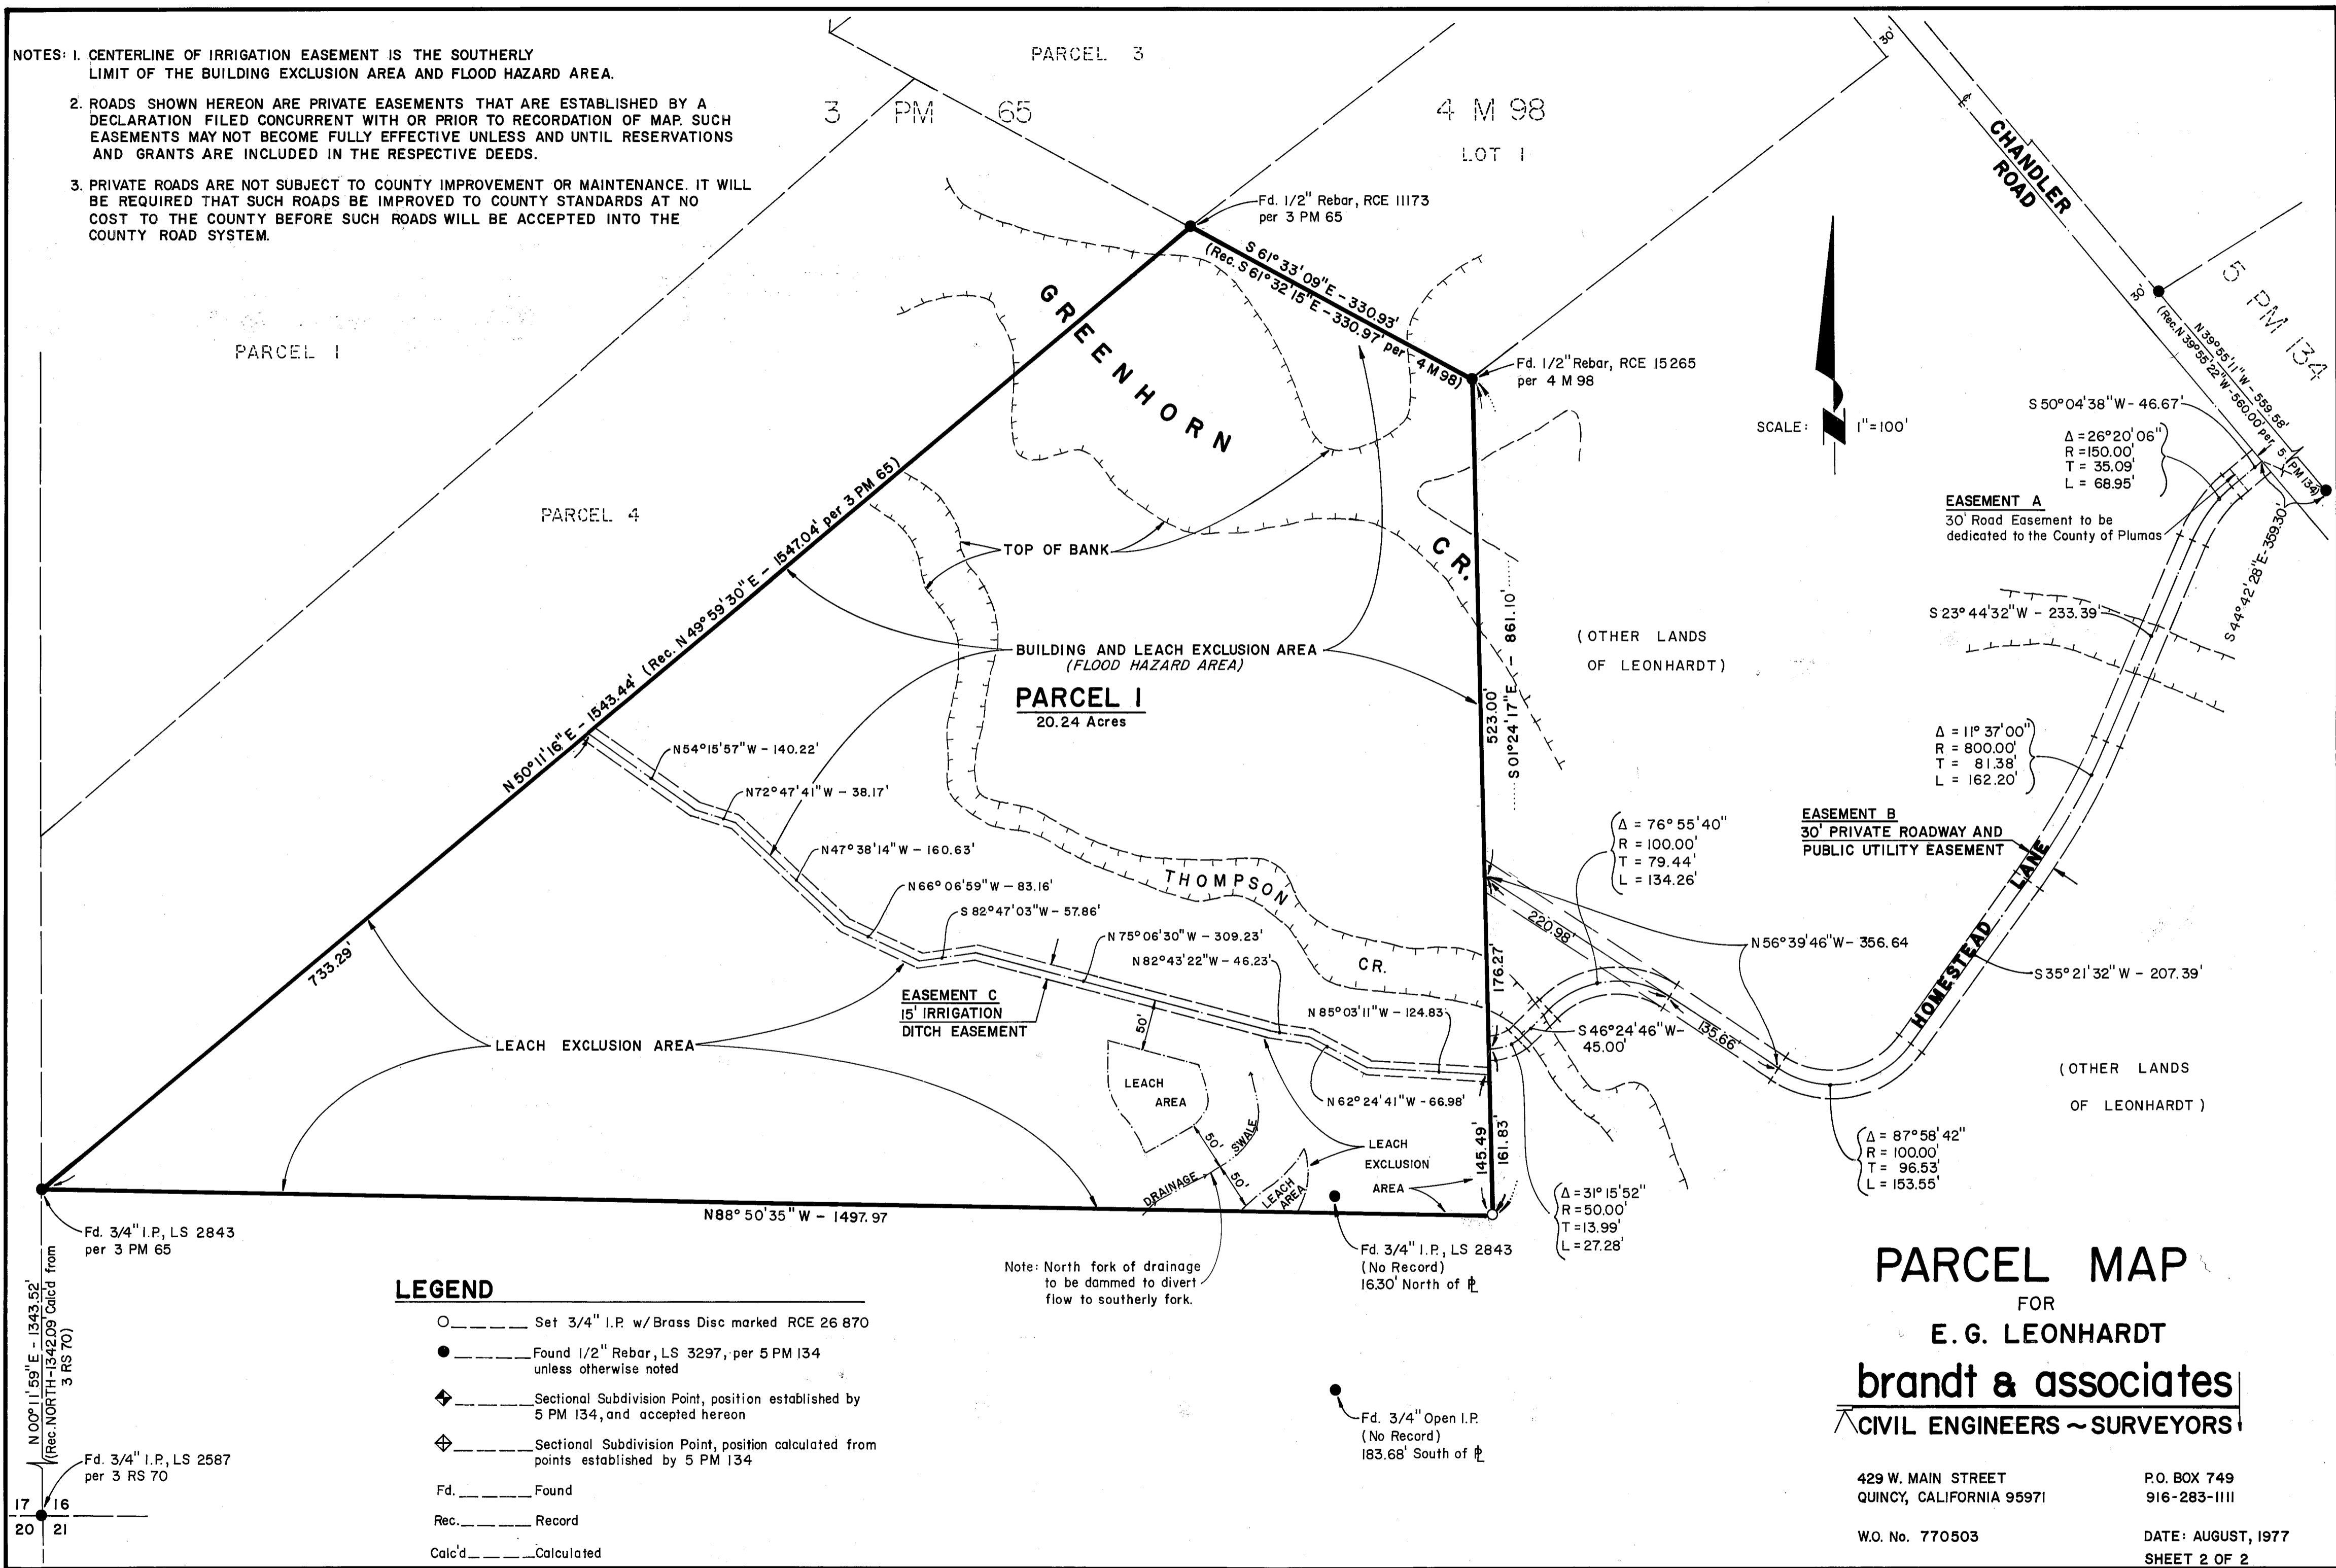 NOTES: 1. CENTERLINE OF IRRIGATION EASEMENT IS THE SOUTHERLY
LIMIT OF THE BUILDING EXCLUSION AREA AND FLOOD HAZARD AREA.
2. ROADS SHOWN HEREON ARE PRIVATE EASEMENTS THAT ARE ESTABLISHED BY A
DECLARATION FILED CONCURRENT WITH OR PRIOR TO RECORDATION OF MAP. SUCH
EASEMENTS MAY NOT BECOME FULLY EFFECTIVE UNLESS AND UNTIL RESERVATIONS
AND GRANTS ARE INCLUDED IN THE RESPECTIVE DEEDS.
3. PRIVATE ROADS ARE NOT SUBJECT TO COUNTY IMPROVEMENT OR MAINTENANCE. IT WILL
BE REQUIRED THAT SUCH ROADS BE IMPROVED TO COUNTY STANDARDS AT NO
COST TO THE COUNTY BEFORE SUCH ROADS WILL BE ACCEPTED INTO THE
COUNTY ROAD SYSTEM.
PARCEL 3
3 PM 65
4 M 98
LOT 1
30'
℄
CHANDLER
ROAD
5 PM 134
30'
N39°55'11"W - 559.58'
(Rec.N39°55'22"W-560.00' per
5 PM 134)
PARCEL 1
PARCEL 4
Fd. 1/2" Rebar, RCE 11173
per 3 PM 65
S 61°33'09"E - 330.93'
(Rec. S 61°32'15"E - 330.97' per 4 M 98)
Fd. 1/2" Rebar, RCE 15265
per 4 M 98
SCALE: 1"=100'
GREENHORN
CR.
S 50°04'38"W - 46.67'
Δ = 26°20'06"
R = 150.00'
T = 35.09'
L = 68.95'
EASEMENT A
30' Road Easement to be
dedicated to the County of Plumas
S 44°42'28"E-359.30'
S 23°44'32"W - 233.39'
N 50°11'16"E - 1543.44' (Rec. N 49°59'30"E - 1547.04' per 3 PM 65)
TOP OF BANK
BUILDING AND LEACH EXCLUSION AREA
(FLOOD HAZARD AREA)
PARCEL 1
20.24 Acres
523.00'
S 01°24'17"E - 861.10'
(OTHER LANDS
OF LEONHARDT)
Δ = 11°37'00"
R = 800.00'
T = 81.38'
L = 162.20'
EASEMENT B
30' PRIVATE ROADWAY AND
PUBLIC UTILITY EASEMENT
HOMESTEAD LANE
N54°15'57"W - 140.22'
N72°47'41"W - 38.17'
N47°38'14"W - 160.63'
N66°06'59"W - 83.16'
S 82°47'03"W - 57.86'
N75°06'30"W - 309.23'
N82°43'22"W - 46.23'
N 85°03'11"W - 124.83'
N 62°24'41"W - 66.98'
THOMPSON
CR.
Δ = 76°55'40"
R = 100.00'
T = 79.44'
L = 134.26'
220.98'
N56°39'46"W - 356.64
135.66'
S35°21'32"W - 207.39'
176.27'
S 46°24'46"W-
45.00'
733.29'
LEACH EXCLUSION AREA
EASEMENT C
15' IRRIGATION
DITCH EASEMENT
50'
LEACH
AREA
50'
50'
DRAINAGE SWALE
LEACH
AREA
LEACH
EXCLUSION
AREA
145.49'
161.83'
(OTHER LANDS
OF LEONHARDT)
Δ = 87°58'42"
R = 100.00'
T = 96.53'
L = 153.55'
Δ = 31°15'52"
R = 50.00'
T = 13.99'
L = 27.28'
N88°50'35"W - 1497.97
Fd. 3/4" I.P., LS 2843
per 3 PM 65
Note: North fork of drainage
to be dammed to divert
flow to southerly fork.
Fd. 3/4" I.P., LS 2843
(No Record)
16.30' North of ℙL
Fd. 3/4" Open I.P.
(No Record)
183.68' South of ℙL
N 00°11'59"E - 1343.52'
(Rec. NORTH-1342.09' Calc'd from
3 RS 70)
Fd. 3/4" I.P., LS 2587
per 3 RS 70
17 16
20 21
LEGEND
Set 3/4" I.P. w/Brass Disc marked RCE 26 870
Found 1/2" Rebar, LS 3297, per 5 PM 134
unless otherwise noted
Sectional Subdivision Point, position established by
5 PM 134, and accepted hereon
Sectional Subdivision Point, position calculated from
points established by 5 PM 134
Fd. Found
Rec. Record
Calc'd Calculated
PARCEL MAP
FOR
E. G. LEONHARDT
brandt & associates
CIVIL ENGINEERS ~ SURVEYORS
429 W. MAIN STREET P.O. BOX 749
QUINCY, CALIFORNIA 95971 916-283-1111
W.O. No. 770503 DATE: AUGUST, 1977
SHEET 2 OF 2